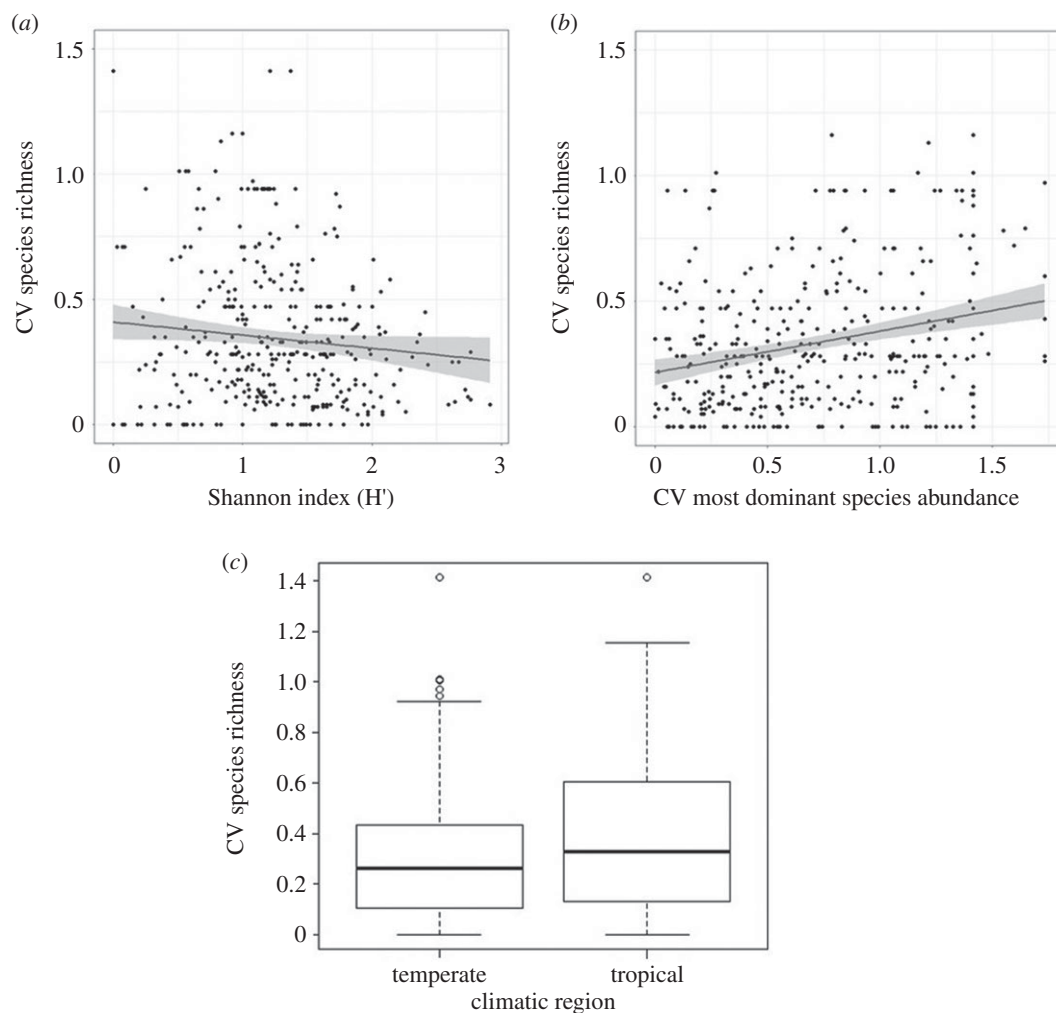 (a)
1.5
1.0
0.5
0
CV species richness
0 1 2 3
Shannon index (H')
(b)
1.5
1.0
0.5
0
CV species richness
0 0.5 1.0 1.5
CV most dominant species abundance
(c)
1.4
1.2
1.0
0.8
0.6
0.4
0.2
0
CV species richness
temperate tropical
climatic region